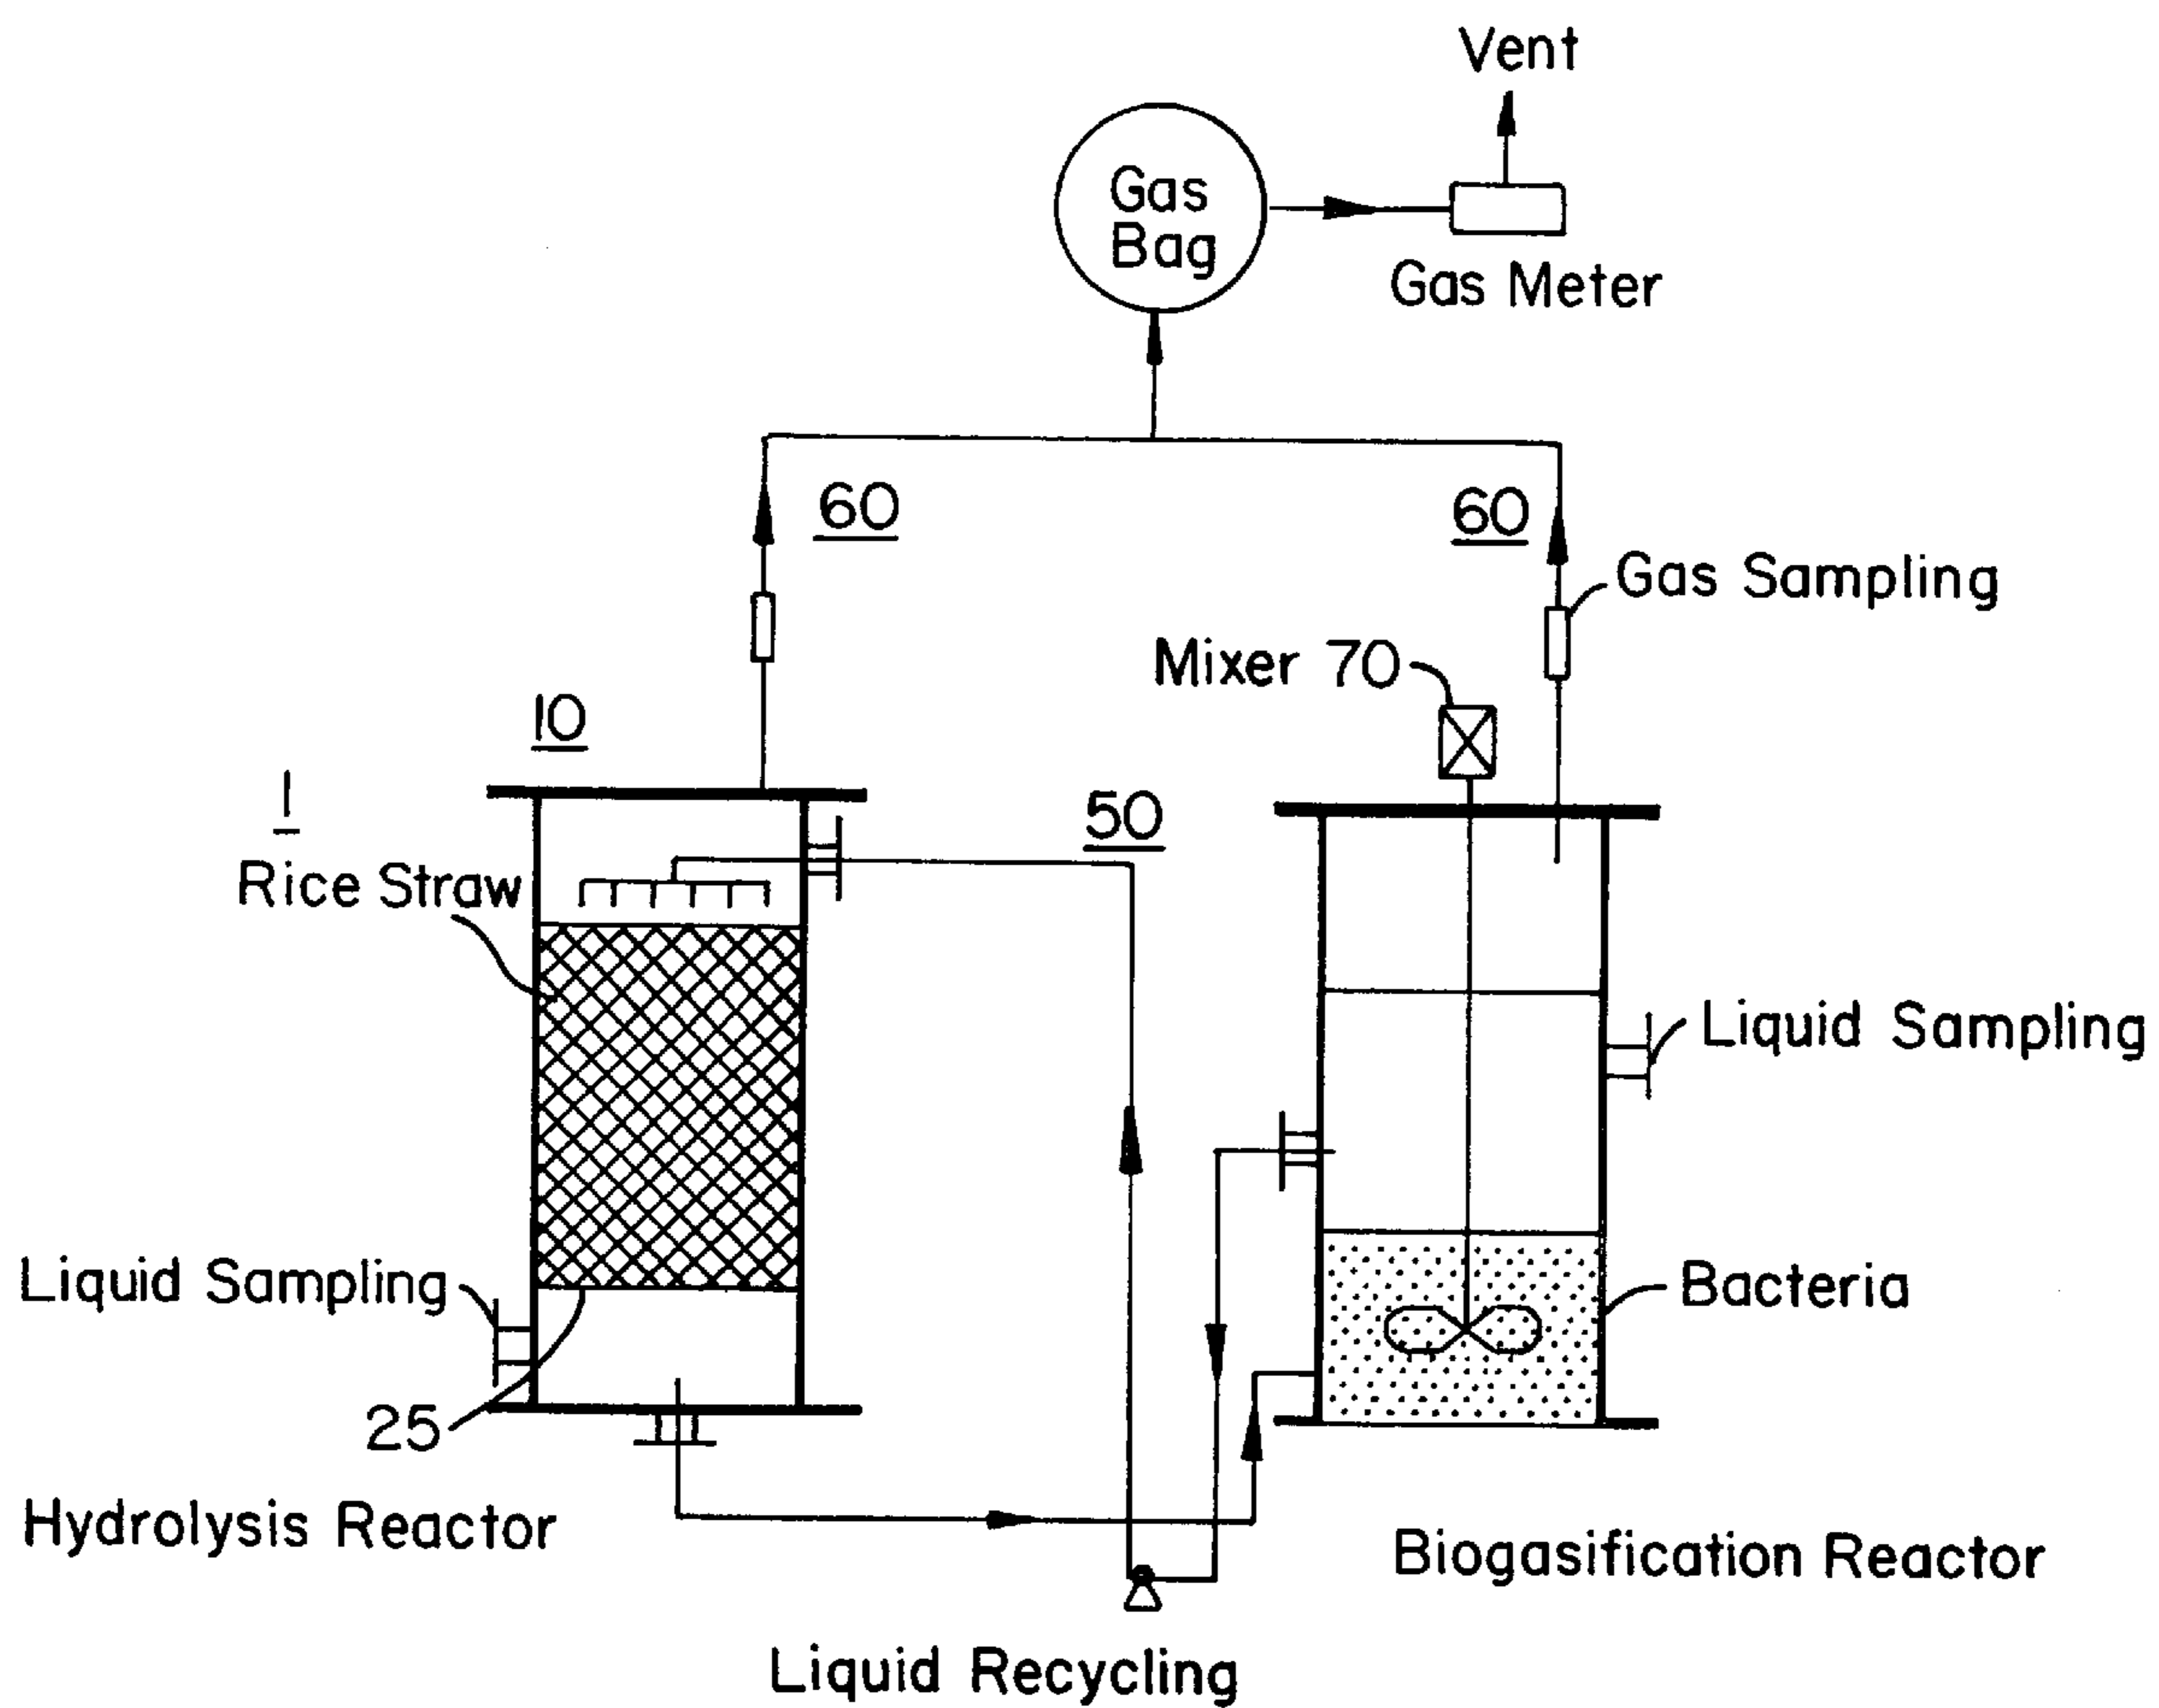 Vent
Gas
Bag
Gas Meter
60
60
Gas Sampling
Mixer 70
10
1
50
Rice Straw
Liquid Sampling
Liquid Sampling
Bacteria
25
Hydrolysis Reactor
Biogasification Reactor
Liquid Recycling